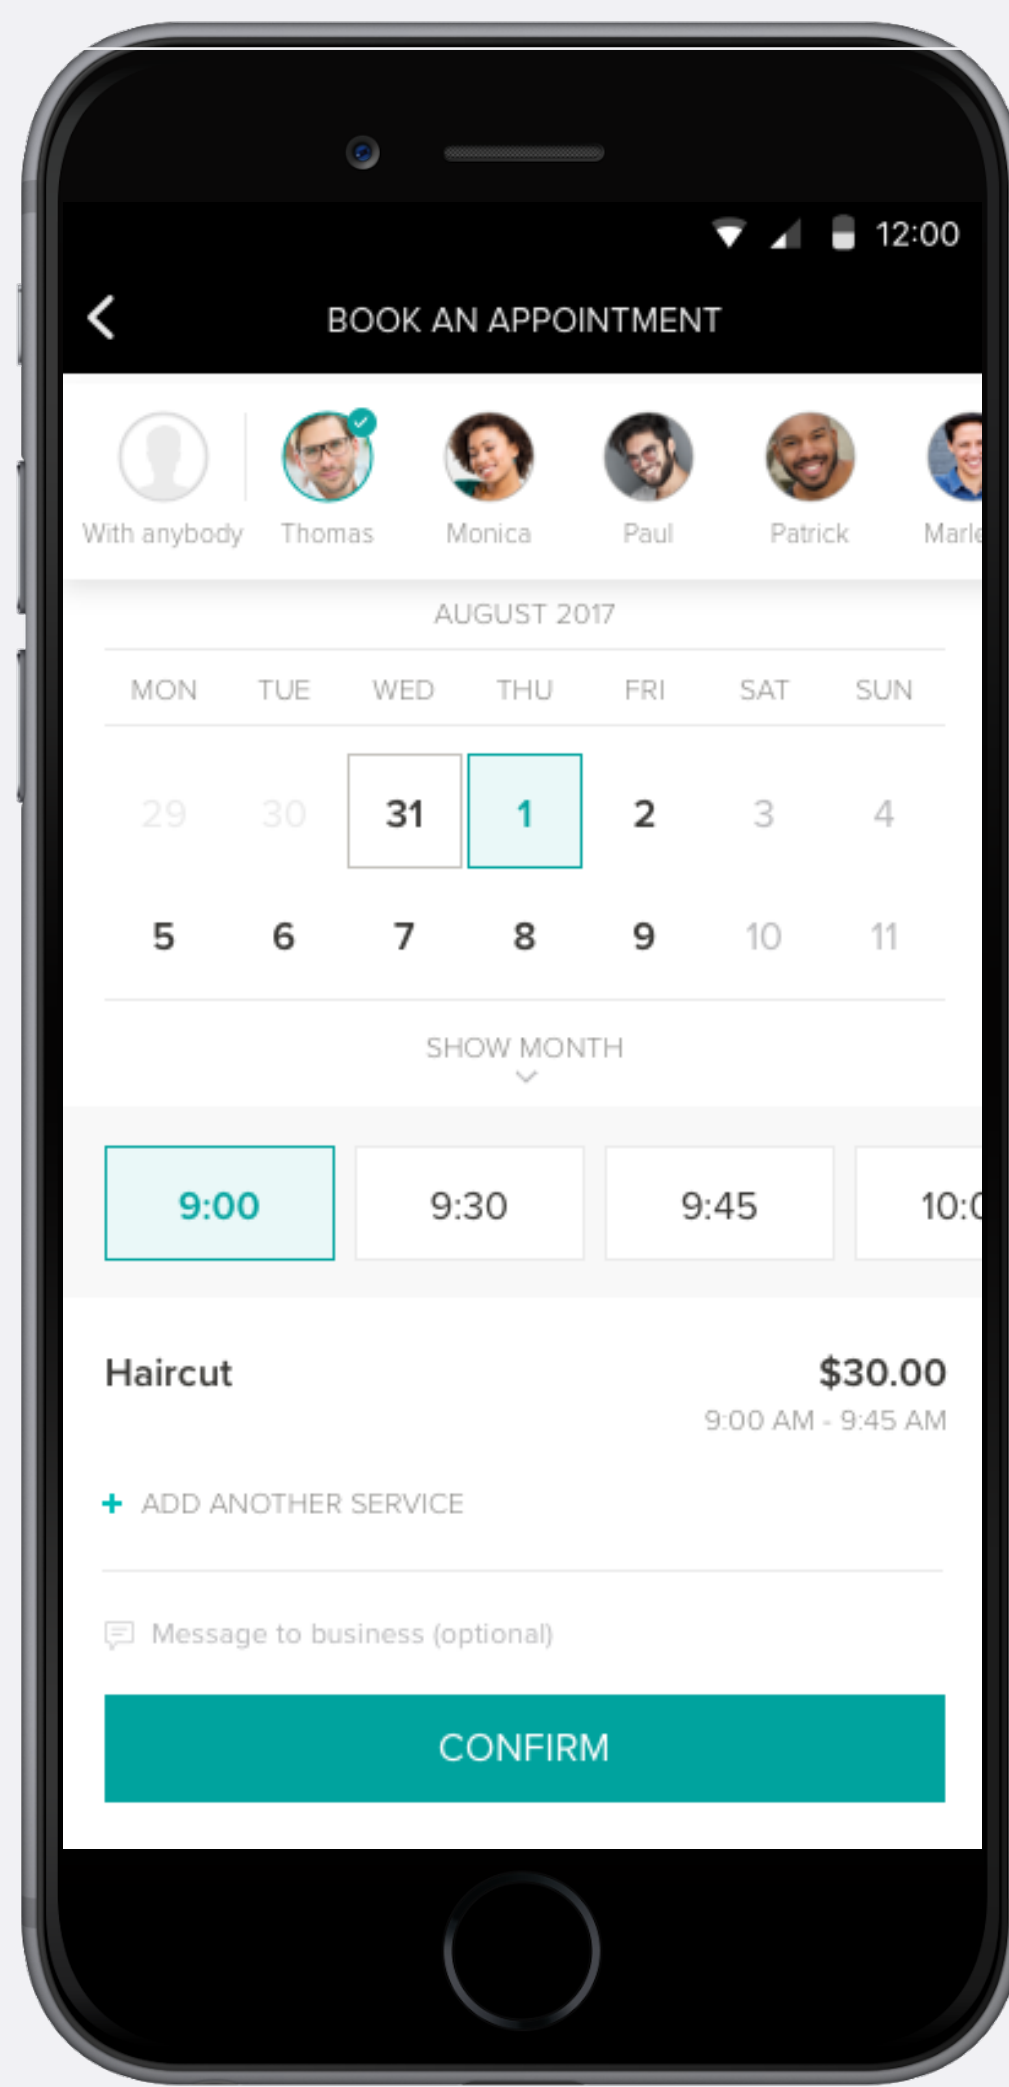 12:00
BOOK AN APPOINTMENT
With anybody Thomas Monica Paul Patrick
AUGUST 2017
MON TUE WED THU FRI SAT SUN
29 30 31 1 2 3 4
5 6 7 8 9 10 11
SHOW MONTH
9:00 9:30 9:45
Haircut $30.00
9:00 AM - 9:45 AM
+ ADD ANOTHER SERVICE
Message to business (optional)
CONFIRM